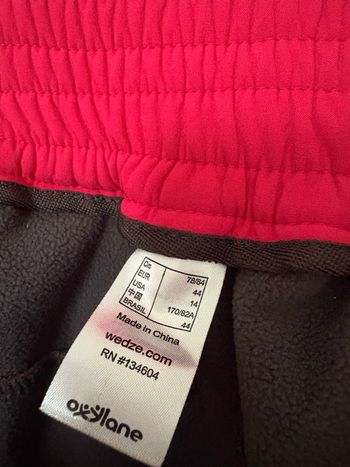 Cm 78/84
EUR 44
USA 14
中国 170/82A
BRASIL 44
Made in China
wedze.com
RN #134604
oxylane